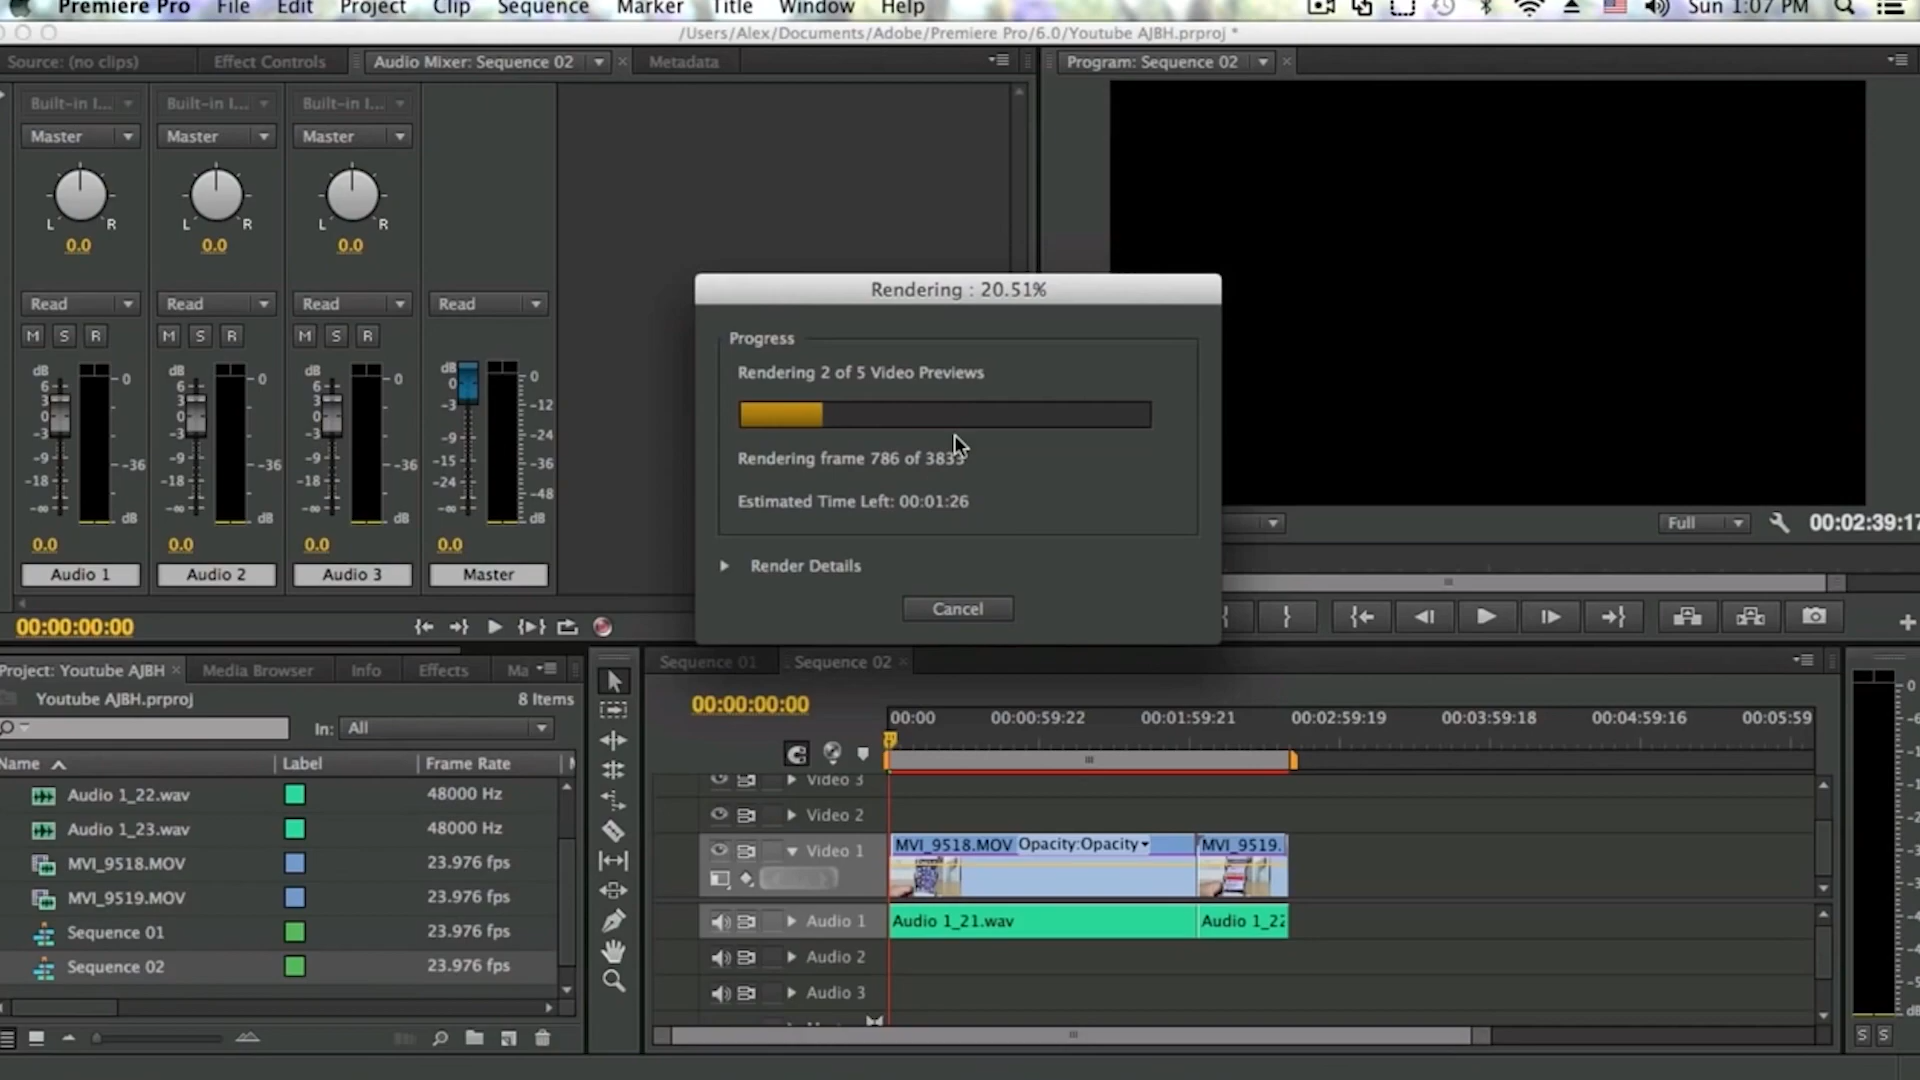 Premiere Pro File Edit Project Clip Sequence Marker Title Window Help Sun 1:07 PM
/Users/Alex/Documents/Adobe/Premiere Pro/6.0/Youtube AJBH.prproj *
Source: (no clips) Effect Controls Audio Mixer: Sequence 02 × Metadata Program: Sequence 02 ×
Built-in I... Built-in I... Built-in I...
Master Master Master
L R L R L R
0.0 0.0 0.0
Read Read Read Read
M S R M S R M S R
dB 6 3 0 -3 -9 -18 -∞ 0 -36 dB
dB 6 3 0 -3 -9 -18 -∞ 0 -36 dB
dB 6 3 0 -3 -9 -18 -∞ 0 -36 dB
dB 0 -3 -9 -15 -24 -∞ 0 -12 -24 -36 -48 dB
0.0 0.0 0.0 0.0
Audio 1 Audio 2 Audio 3 Master
00:00:00:00
Rendering : 20.51%
Progress
Rendering 2 of 5 Video Previews
Rendering frame 786 of 3833
Estimated Time Left: 00:01:26
Render Details
Cancel
Full 00:02:39:17
Project: Youtube AJBH × Media Browser Info Effects Ma
Youtube AJBH.prproj 8 Items
In: All
Name Label Frame Rate
Audio 1_22.wav 48000 Hz
Audio 1_23.wav 48000 Hz
MVI_9518.MOV 23.976 fps
MVI_9519.MOV 23.976 fps
Sequence 01 23.976 fps
Sequence 02 23.976 fps
Sequence 01 Sequence 02 ×
00:00:00:00
00:00 00:00:59:22 00:01:59:21 00:02:59:19 00:03:59:18 00:04:59:16 00:05:59
Video 3
Video 2
Video 1 MVI_9518.MOV Opacity:Opacity MVI_9519.
Audio 1 Audio 1_21.wav Audio 1_22
Audio 2
Audio 3
S S